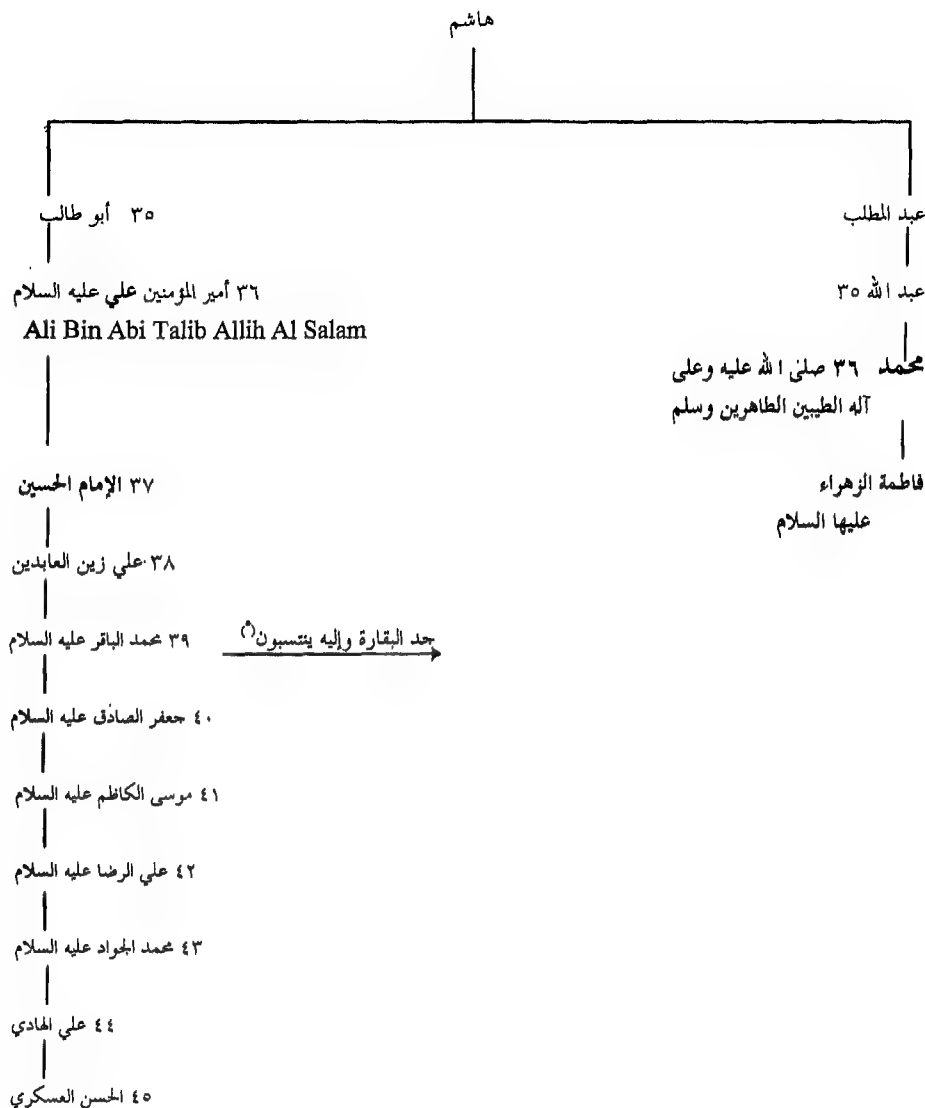 هاشم
عبد المطلب
٣٥ أبو طالب
عبد الله ٣٥
٣٦ أمير المؤمنين علي عليه السلام
Ali Bin Abi Talib Allih Al Salam
محمد ٣٦ صلى الله عليه وعلى
آله الطيبين الطاهرين وسلم
فاطمة الزهراء
عليها السلام
٣٧ الإمام الحسين
٣٨ علي زين العابدين
٣٩ محمد الباقر عليه السلام
جد البقارة وإليه ينتسبون(*)
٤٠ جعفر الصادق عليه السلام
٤١ موسى الكاظم عليه السلام
٤٢ علي الرضا عليه السلام
٤٣ محمد الجواد عليه السلام
٤٤ علي الهادي
٤٥ الحسن العسكري